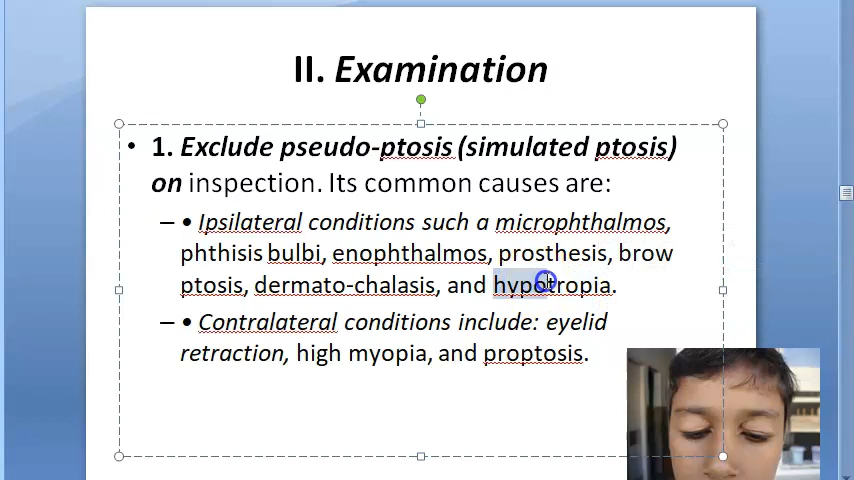 II. Examination
• 1. Exclude pseudo-ptosis (simulated ptosis)
on inspection. Its common causes are:
– • Ipsilateral conditions such a microphthalmos,
phthisis bulbi, enophthalmos, prosthesis, brow
ptosis, dermato-chalasis, and hypotropia.
– • Contralateral conditions include: eyelid
retraction, high myopia, and proptosis.